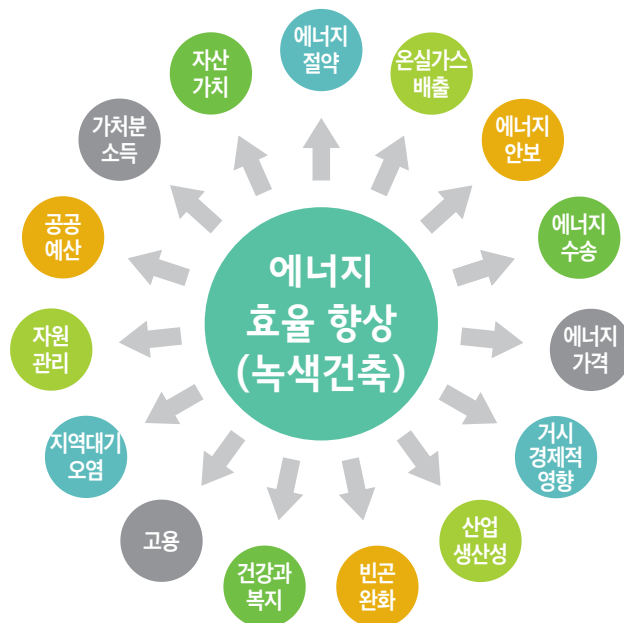 에너지
절약
온실가스
배출
에너지
안보
에너지
수송
에너지
가격
거시
경제적
영향
산업
생산성
빈곤
완화
건강과
복지
고용
지역대기
오염
자원
관리
공공
예산
가처분
소득
자산
가치
에너지
효율 향상
(녹색건축)